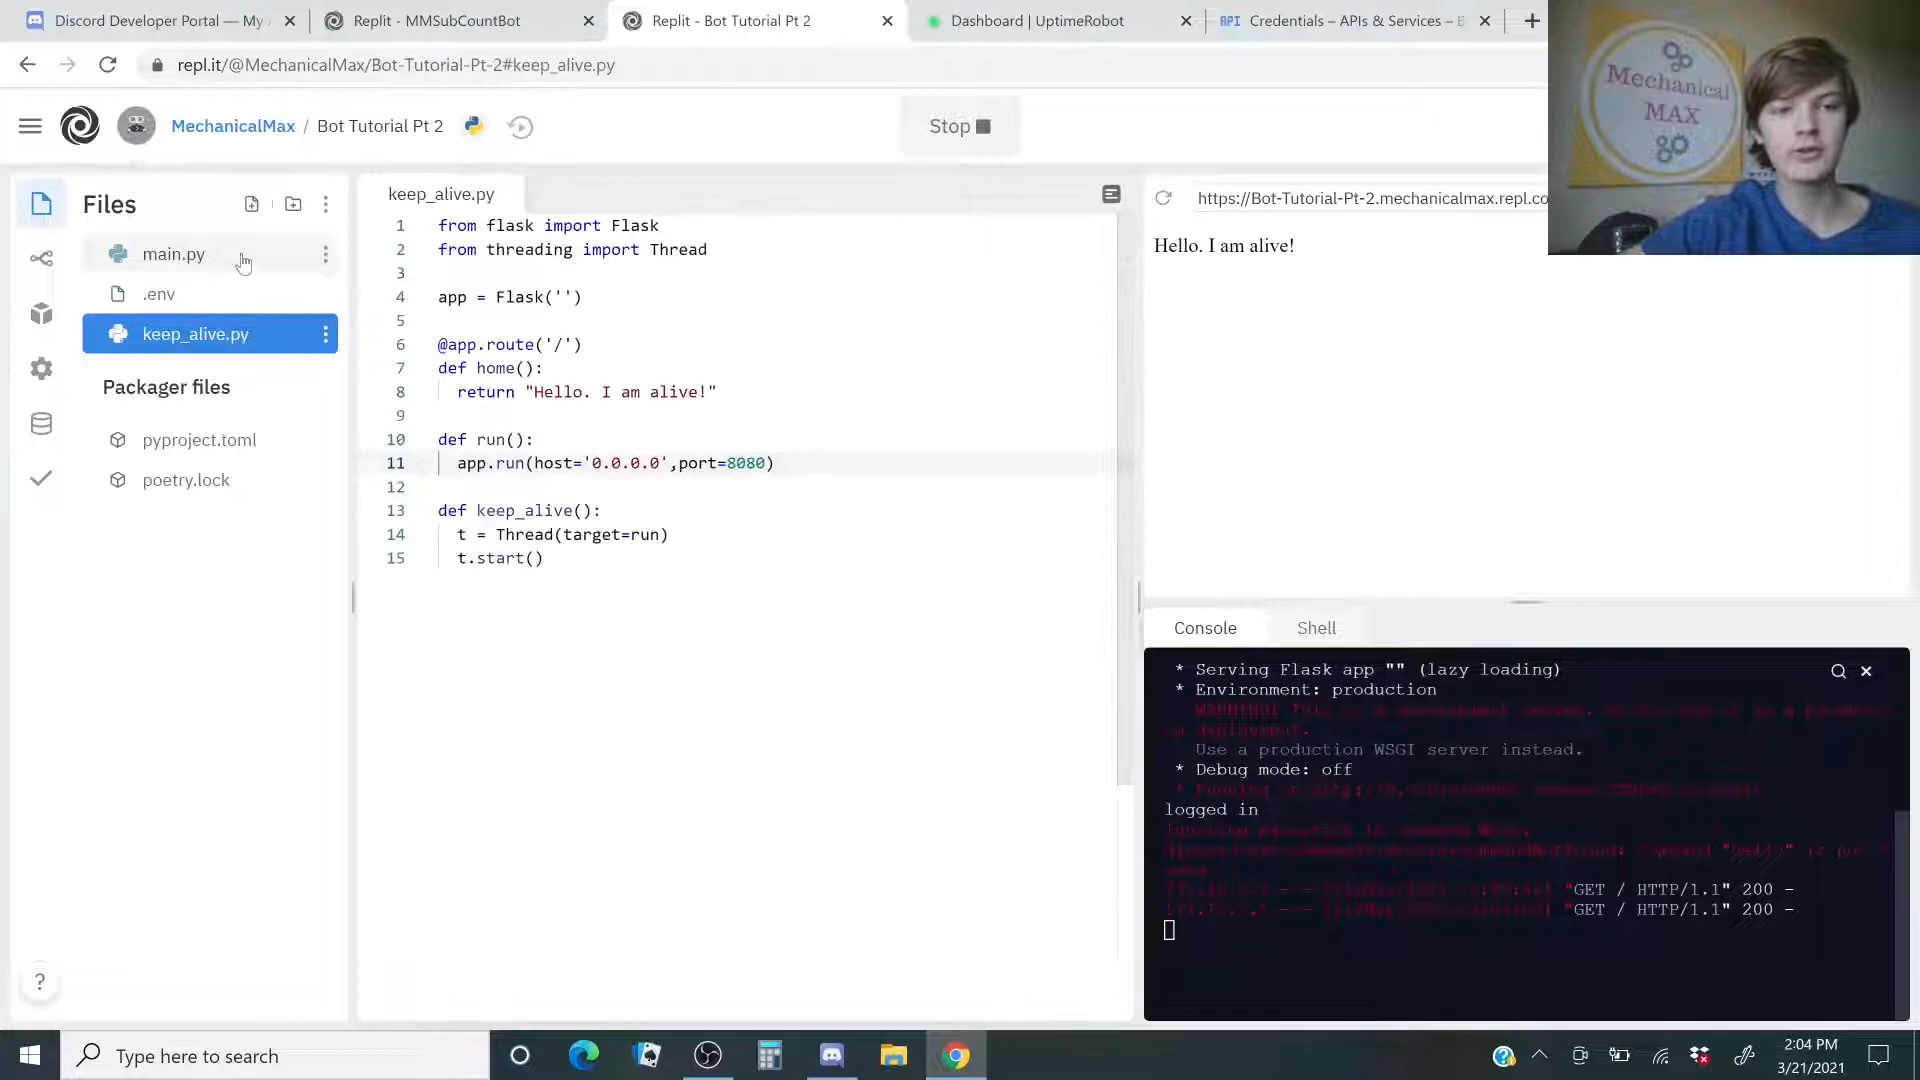 Discord Developer Portal — My A
Replit - MMSubCountBot
Replit - Bot Tutorial Pt 2
Dashboard | UptimeRobot
API Credentials – APIs & Services –
repl.it/@MechanicalMax/Bot-Tutorial-Pt-2#keep_alive.py
Mechanical
MAX
MechanicalMax / Bot Tutorial Pt 2
Stop
Files
main.py
.env
keep_alive.py
Packager files
pyproject.toml
poetry.lock
?
keep_alive.py
1 from flask import Flask
2 from threading import Thread
3
4 app = Flask('')
5
6 @app.route('/')
7 def home():
8 return "Hello. I am alive!"
9
10 def run():
11 app.run(host='0.0.0.0',port=8080)
12
13 def keep_alive():
14 t = Thread(target=run)
15 t.start()
https://Bot-Tutorial-Pt-2.mechanicalmax.repl.co
Hello. I am alive!
Console
Shell
* Serving Flask app "" (lazy loading)
* Environment: production
WARNING: This is a development server.
Use a production WSGI server instead.
* Debug mode: off
logged in
"GET / HTTP/1.1" 200 -
"GET / HTTP/1.1" 200 -
Type here to search
2:04 PM
3/21/2021